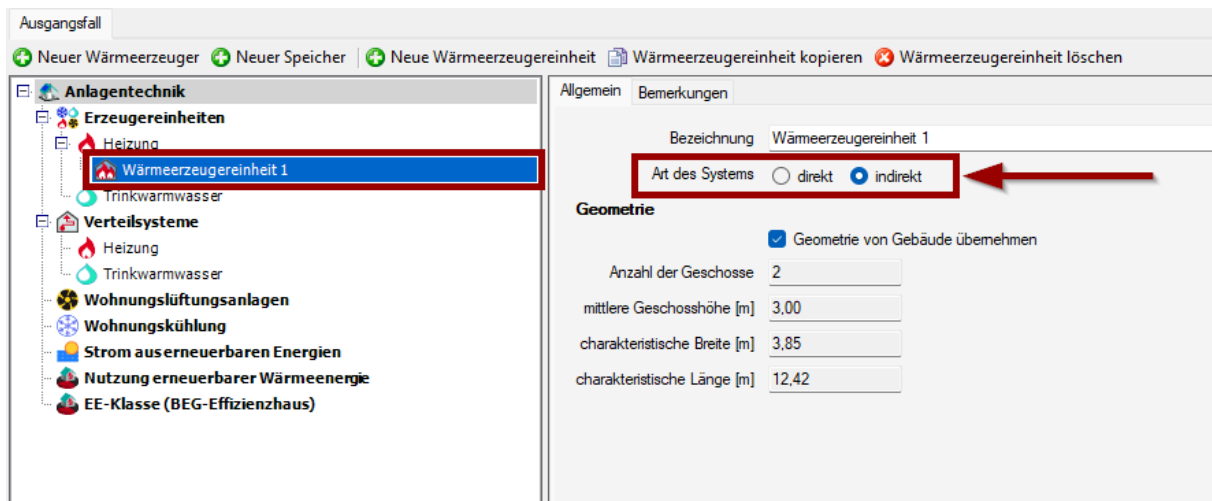 Ausgangsfall
Neuer Wärmeerzeuger Neuer Speicher Neue Wärmeerzeugereinheit Wärmeerzeugereinheit kopieren Wärmeerzeugereinheit löschen
Anlagentechnik
Erzeugereinheiten
Heizung
Wärmeerzeugereinheit 1
Trinkwarmwasser
Verteilsysteme
Heizung
Trinkwarmwasser
Wohnungslüftungsanlagen
Wohnungskühlung
Strom aus erneuerbaren Energien
Nutzung erneuerbarer Wärmeenergie
EE-Klasse (BEG-Effizienzhaus)
Allgemein Bemerkungen
Bezeichnung Wärmeerzeugereinheit 1
Art des Systems direkt indirekt
Geometrie
Geometrie von Gebäude übernehmen
Anzahl der Geschosse 2
mittlere Geschosshöhe [m] 3,00
charakteristische Breite [m] 3,85
charakteristische Länge [m] 12,42